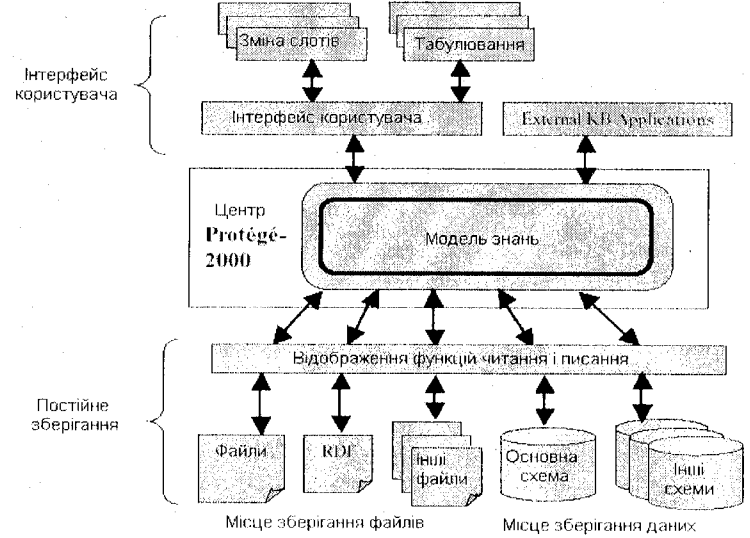 Зміна слотів
Табулювання
Інтерфейс
користувача
Інтерфейс користувача
External KB Applications
Центр
Protégé-
2000
Модель знань
Відображення функцій читання і писання
Постійне
зберігання
Файли
RDF
Інші
файли
Основна
схема
Інші
схеми
Місце зберігання файлів
Місце зберігання даних